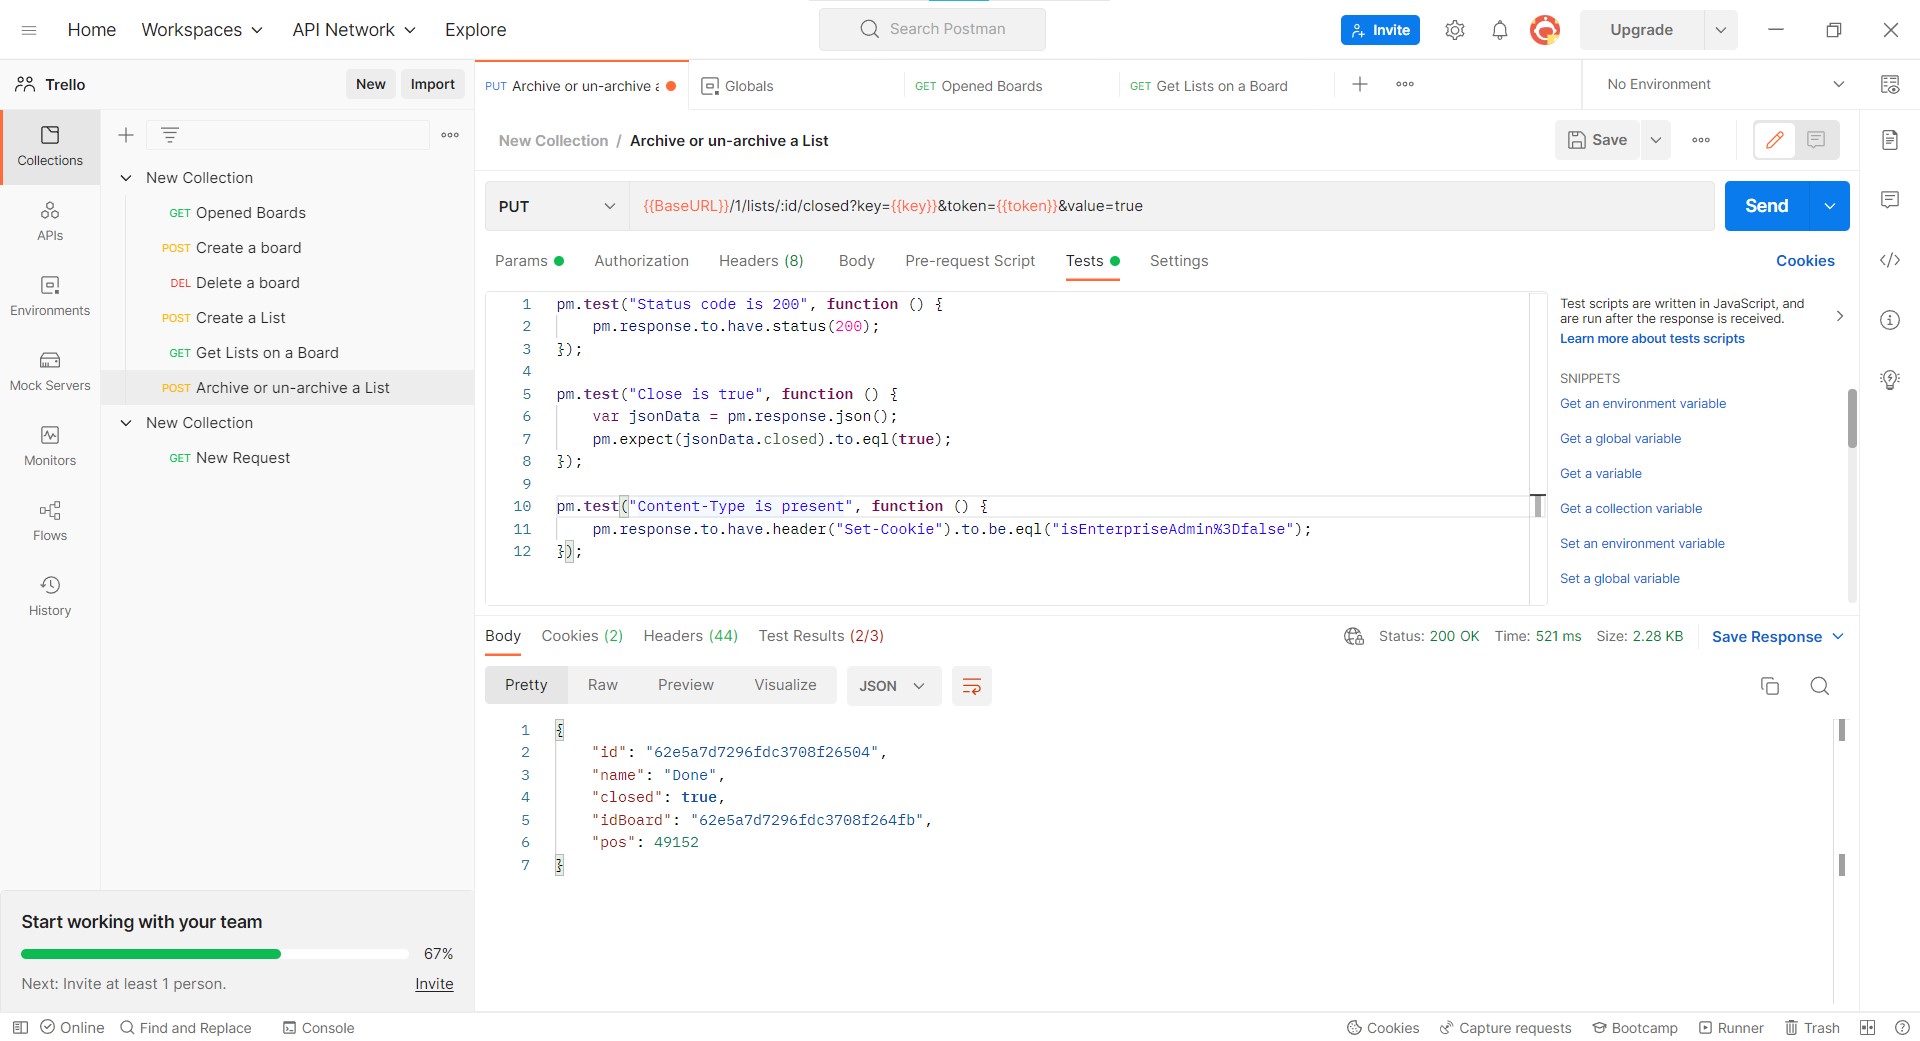 Home
Workspaces
API Network
Explore
Search Postman
Invite
Upgrade
Trello
New
Import
PUT Archive or un-archive a
Globals
GET Opened Boards
GET Get Lists on a Board
No Environment
Collections
APIs
Environments
Mock Servers
Monitors
Flows
History
New Collection
GET Opened Boards
POST Create a board
DEL Delete a board
POST Create a List
GET Get Lists on a Board
POST Archive or un-archive a List
New Collection
GET New Request
New Collection / Archive or un-archive a List
Save
PUT
{{BaseURL}}/1/lists/:id/closed?key={{key}}&token={{token}}&value=true
Send
Params
Authorization
Headers (8)
Body
Pre-request Script
Tests
Settings
Cookies
1 pm.test("Status code is 200", function () {
2 pm.response.to.have.status(200);
3 });
4
5 pm.test("Close is true", function () {
6 var jsonData = pm.response.json();
7 pm.expect(jsonData.closed).to.eql(true);
8 });
9
10 pm.test("Content-Type is present", function () {
11 pm.response.to.have.header("Set-Cookie").to.be.eql("isEnterpriseAdmin%3Dfalse");
12 });
Test scripts are written in JavaScript, and
are run after the response is received.
Learn more about tests scripts
SNIPPETS
Get an environment variable
Get a global variable
Get a variable
Get a collection variable
Set an environment variable
Set a global variable
Body
Cookies (2)
Headers (44)
Test Results (2/3)
Status: 200 OK
Time: 521 ms
Size: 2.28 KB
Save Response
Pretty
Raw
Preview
Visualize
JSON
1 {
2 "id": "62e5a7d7296fdc3708f26504",
3 "name": "Done",
4 "closed": true,
5 "idBoard": "62e5a7d7296fdc3708f264fb",
6 "pos": 49152
7 }
Start working with your team
67%
Next: Invite at least 1 person.
Invite
Online
Find and Replace
Console
Cookies
Capture requests
Bootcamp
Runner
Trash